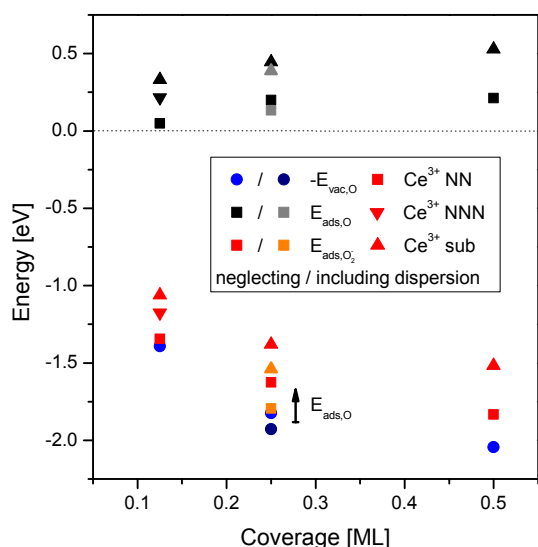 0.5
0.0
-0.5
-1.0
-1.5
-2.0
Energy [eV]
/ -E_vac,O Ce³⁺ NN
/ E_ads,O Ce³⁺ NNN
/ E_ads,O₂⁻ Ce³⁺ sub
neglecting / including dispersion
E_ads,O
0.1 0.2 0.3 0.4 0.5
Coverage [ML]